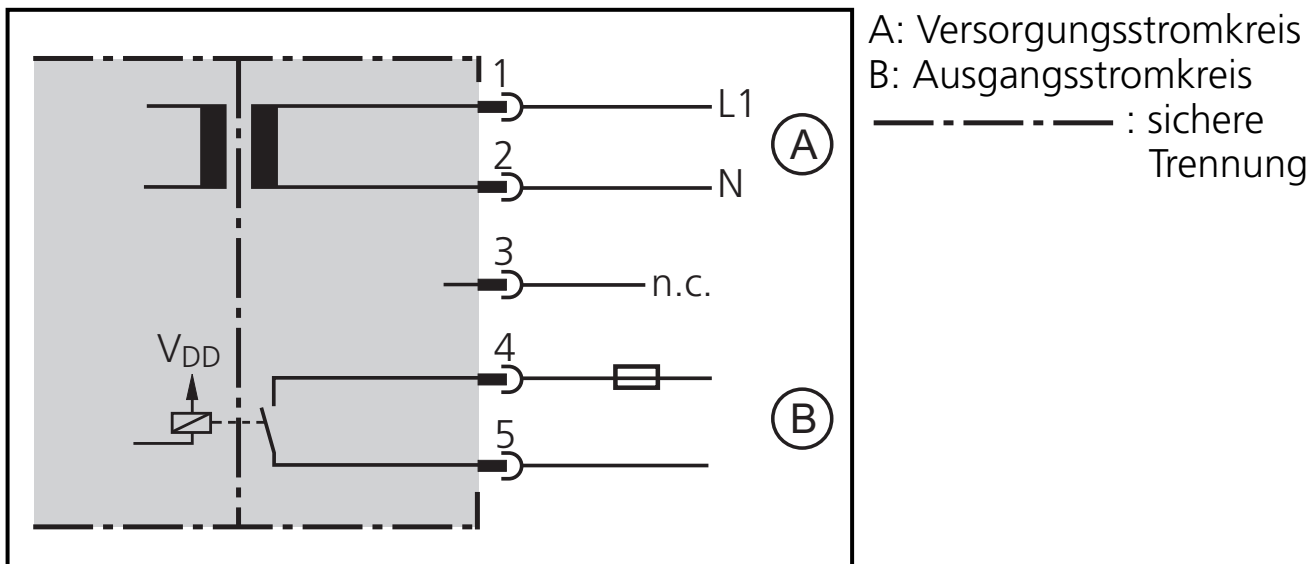 1
L1
2
N
A
3
n.c.
4
VDD
5
B
A: Versorgungsstromkreis
B: Ausgangsstromkreis
: sichere
Trennung